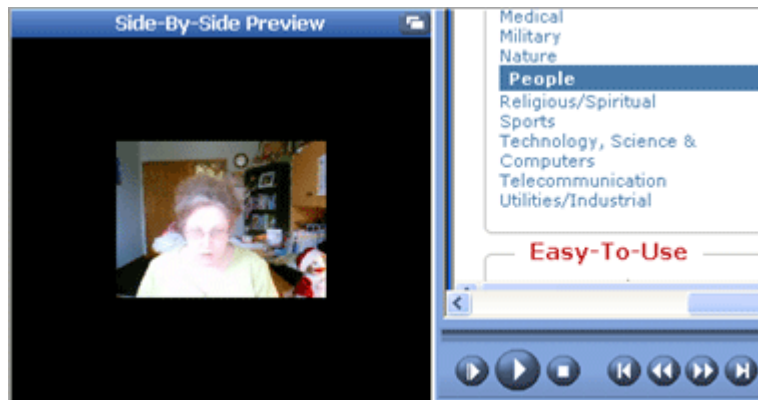 Side-By-Side Preview
Medical
Military
Nature
People
Religious/Spiritual
Sports
Technology, Science &
Computers
Telecommunication
Utilities/Industrial
Easy-To-Use